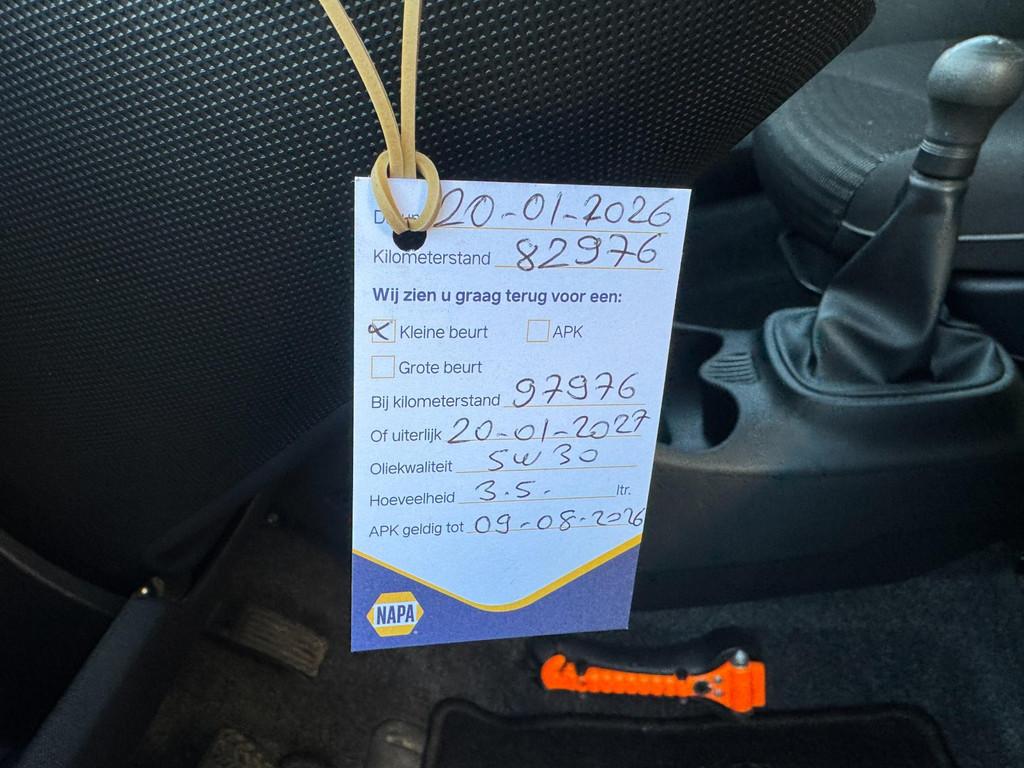 20-01-2026
Kilometerstand 82976
Wij zien u graag terug voor een:
Kleine beurt APK
Grote beurt
Bij kilometerstand 97976
Of uiterlijk 20-01-2027
Oliekwaliteit 5W30
Hoeveelheid 3.5. ltr.
APK geldig tot 09-08-2026
NAPA